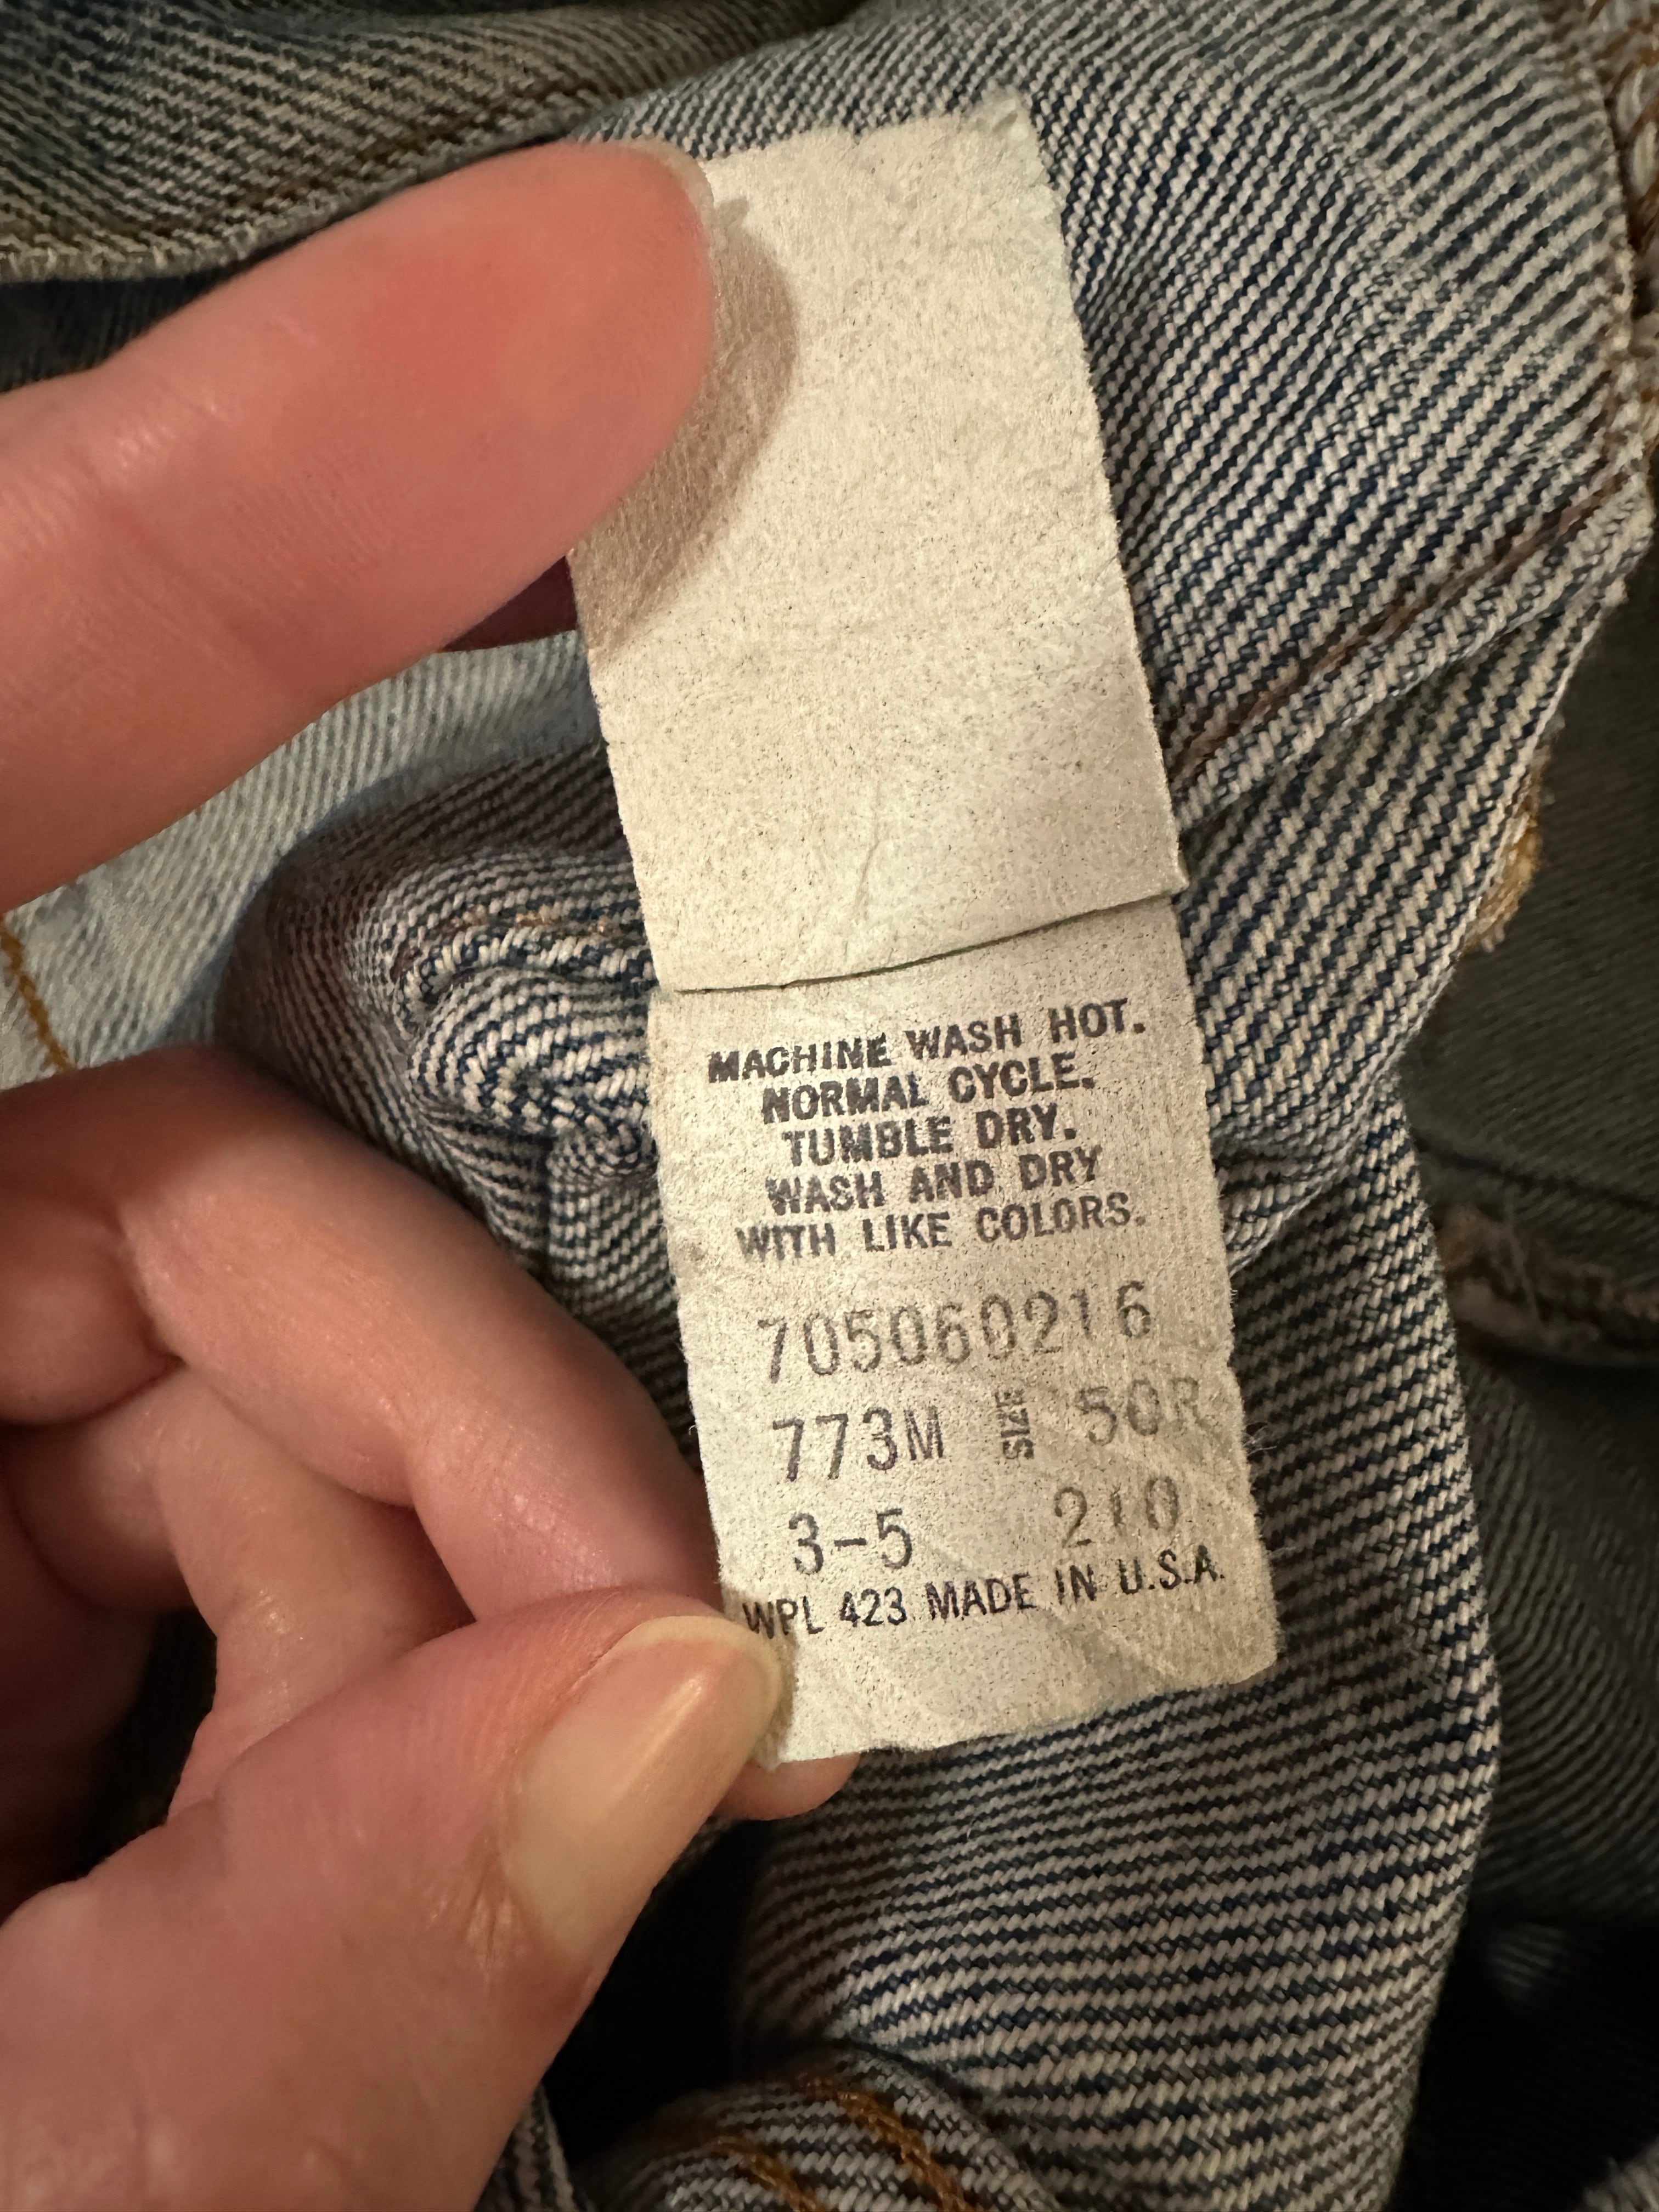 MACHINE WASH HOT.
NORMAL CYCLE.
TUMBLE DRY.
WASH AND DRY
WITH LIKE COLORS.
705060216
773M SIZE 50R
3-5 210
WPL 423 MADE IN U.S.A.